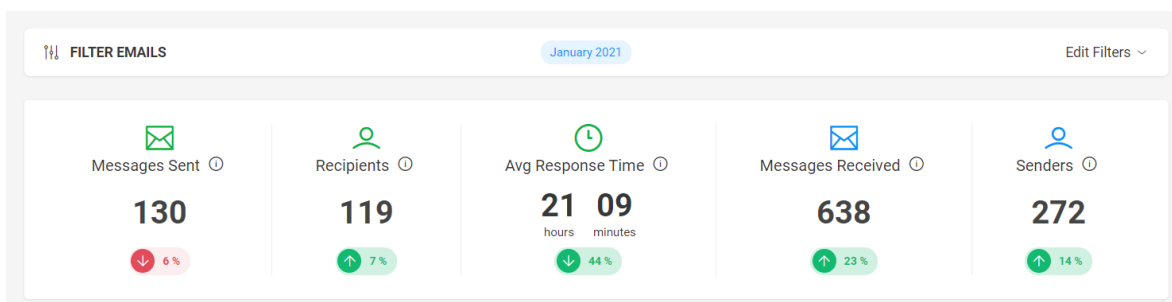 FILTER EMAILS
January 2021
Edit Filters
Messages Sent
Recipients
Avg Response Time
Messages Received
Senders
130
119
21 09
638
272
hours minutes
6 %
7 %
44 %
23 %
14 %